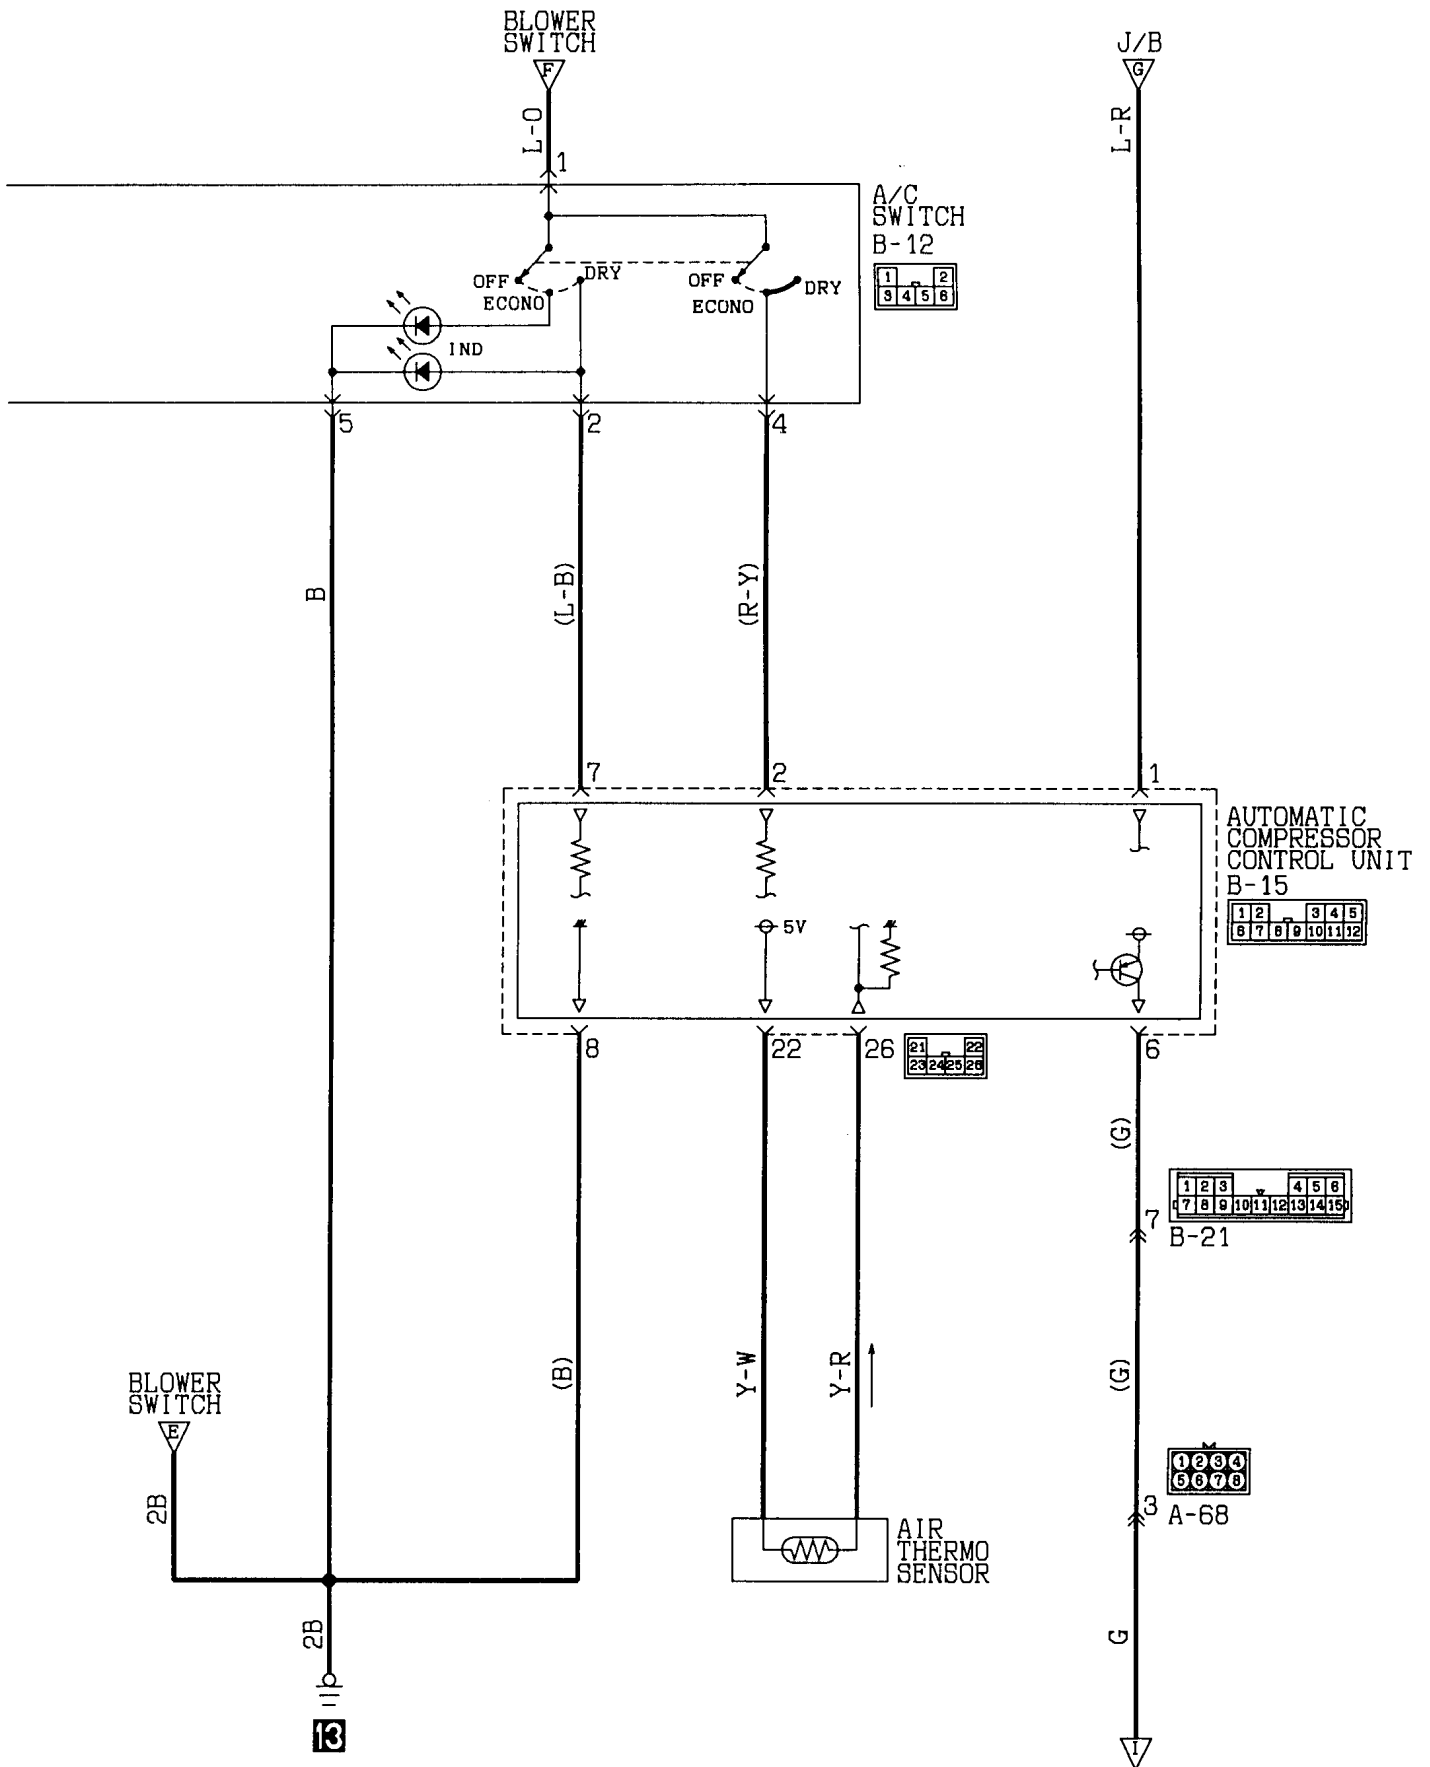 BLOWER
SWITCH
F
L-O
1
J/B
G
L-R
A/C
SWITCH
B-12
1 2
3 4 5 6
OFF
ECONO
DRY
OFF
ECONO
DRY
IND
5
2
4
B
(L-B)
(R-Y)
7
2
1
AUTOMATIC
COMPRESSOR
CONTROL UNIT
B-15
1 2 3 4 5
6 7 8 9 10 11 12
5V
8
22
26
21 22
23 24 25 26
6
(G)
1 2 3 4 5 6
7 8 9 10 11 12 13 14 15
7
B-21
(B)
Y-W
Y-R
(G)
BLOWER
SWITCH
E
2B
1 2 3 4
5 6 7 8
3
A-68
AIR
THERMO
SENSOR
2B
G
13
I